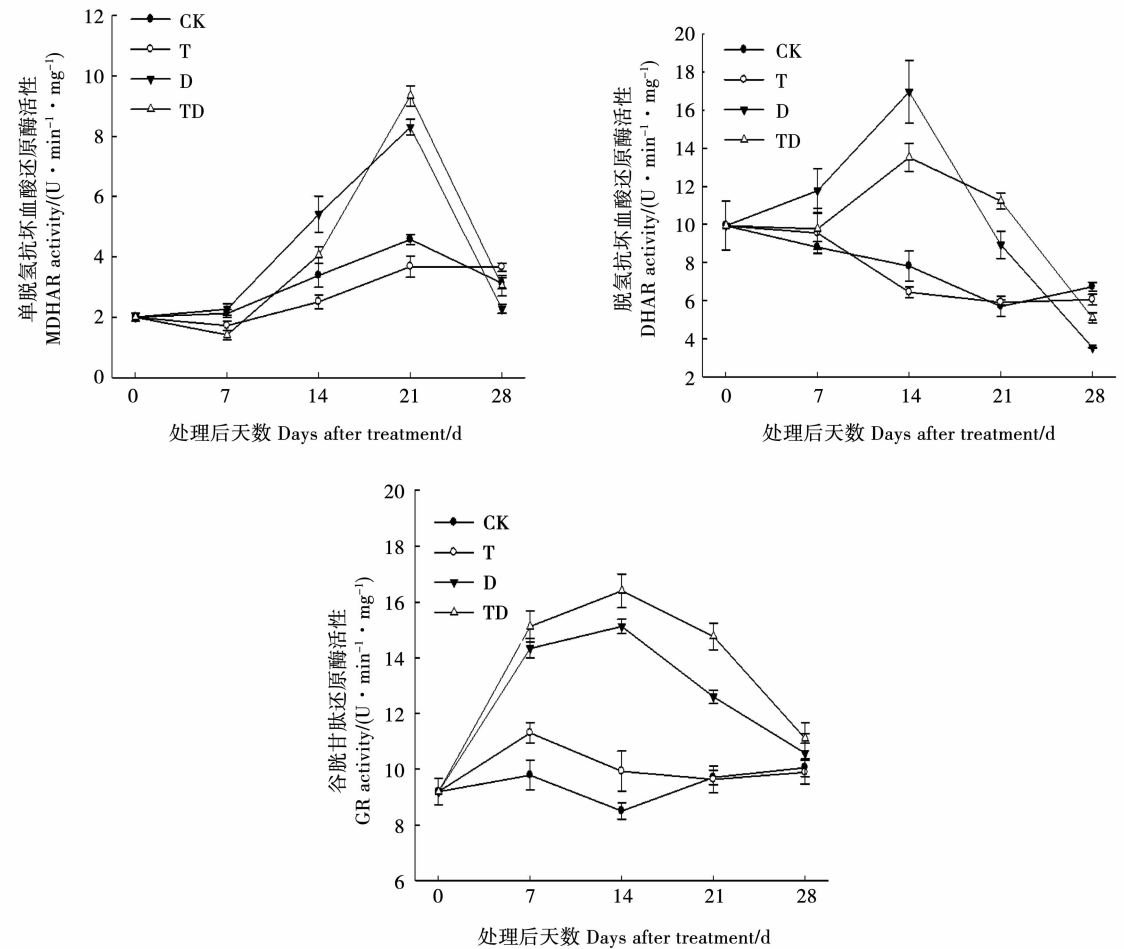 单脱氢抗坏血酸还原酶活性
MDHAR activity/(U·min⁻¹·mg⁻¹)
12
10
8
6
4
2
0
CK
T
D
TD
0 7 14 21 28
处理后天数 Days after treatment/d
脱氢抗坏血酸还原酶活性
DHAR activity/(U·min⁻¹·mg⁻¹)
20
18
16
14
12
10
8
6
4
2
CK
T
D
TD
0 7 14 21 28
处理后天数 Days after treatment/d
谷胱甘肽还原酶活性
GR activity/(U·min⁻¹·mg⁻¹)
20
18
16
14
12
10
8
6
CK
T
D
TD
0 7 14 21 28
处理后天数 Days after treatment/d